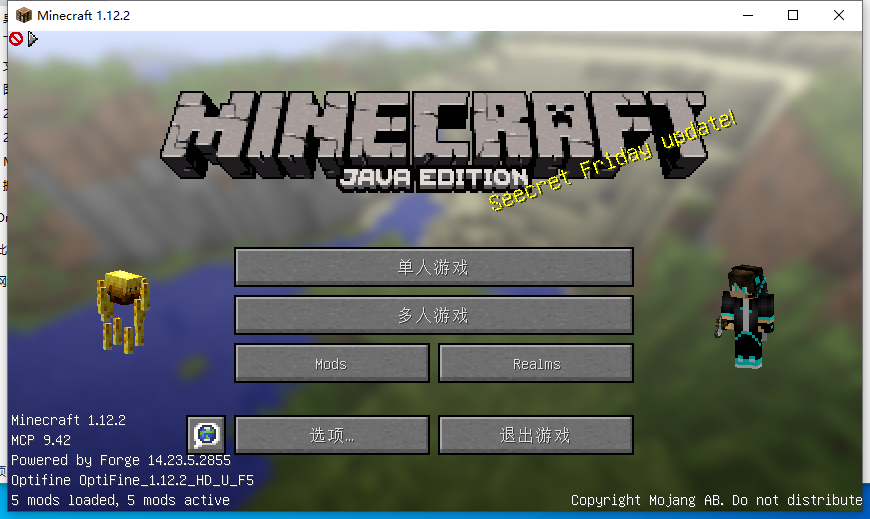 Minecraft 1.12.2
MINECRAFT
JAVA EDITION
Seecret Friday update!
单人游戏
多人游戏
Mods
Realms
选项...
退出游戏
Minecraft 1.12.2
MCP 9.42
Powered by Forge 14.23.5.2855
Optifine OptiFine_1.12.2_HD_U_F5
5 mods loaded, 5 mods active
Copyright Mojang AB. Do not distribute